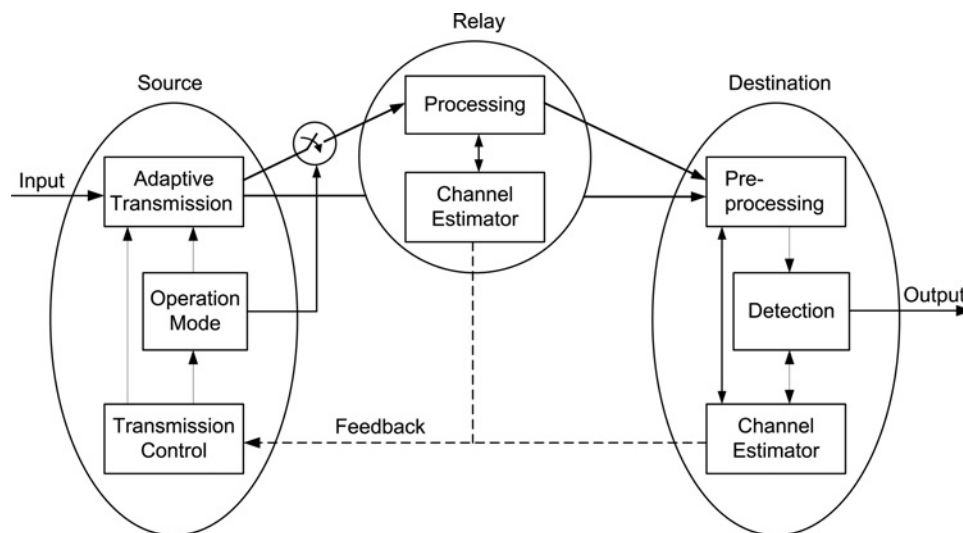 Relay
Source
Destination
Processing
Input
Adaptive
Transmission
Channel
Estimator
Pre-
processing
Operation
Mode
Detection
Output
Transmission
Control
Feedback
Channel
Estimator